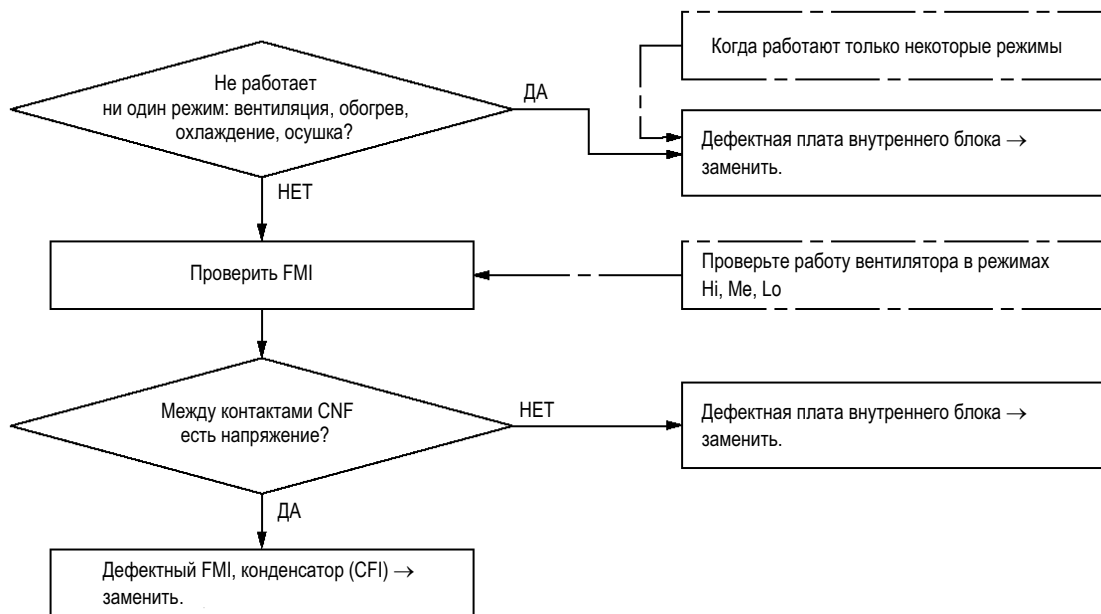 Когда работают только некоторые режимы
Не работает
ни один режим: вентиляция, обогрев,
охлаждение, осушка?
ДА
Дефектная плата внутреннего блока →
заменить.
НЕТ
Проверить FMI
Проверьте работу вентилятора в режимах
Hi, Me, Lo
Между контактами CNF
есть напряжение?
НЕТ
Дефектная плата внутреннего блока →
заменить.
ДА
Дефектный FMI, конденсатор (CFI) →
заменить.